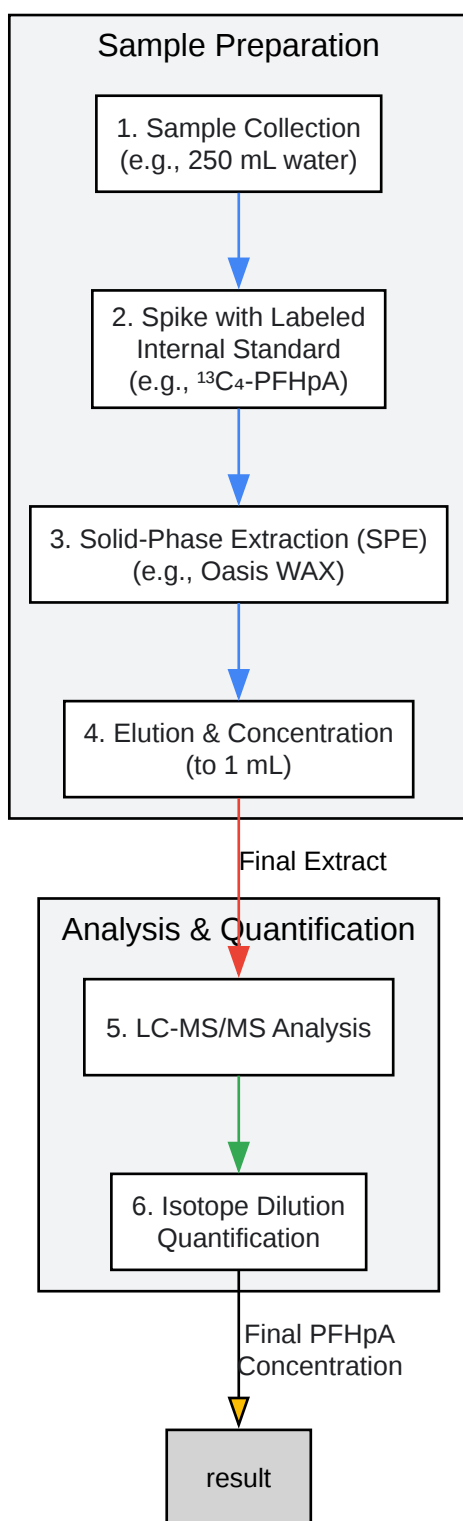 Sample Preparation
1. Sample Collection
(e.g., 250 mL water)
2. Spike with Labeled
Internal Standard
(e.g., ¹³C₄-PFHpA)
3. Solid-Phase Extraction (SPE)
(e.g., Oasis WAX)
4. Elution & Concentration
(to 1 mL)
Final Extract
Analysis & Quantification
5. LC-MS/MS Analysis
6. Isotope Dilution
Quantification
Final PFHpA
Concentration
result